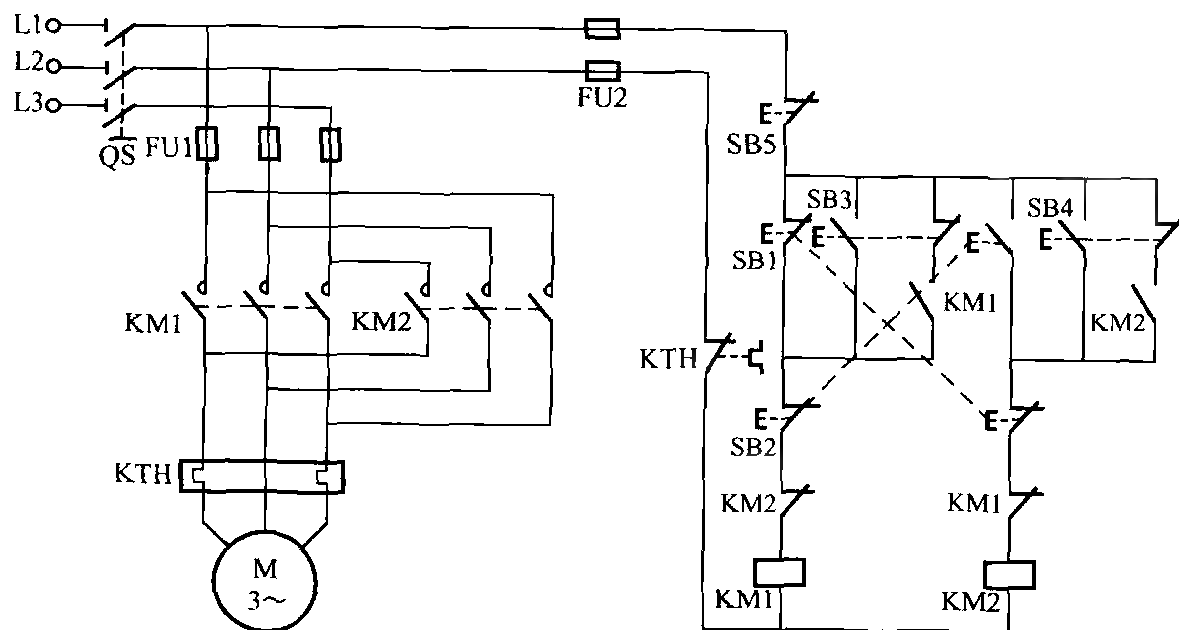 L1
L2
L3
QS
FU1
FU2
SB5
SB3
SB4
SB1
KM1
KM2
KM1
KM2
KTH
SB2
KTH
KM2
KM1
M
3~
KM1
KM2